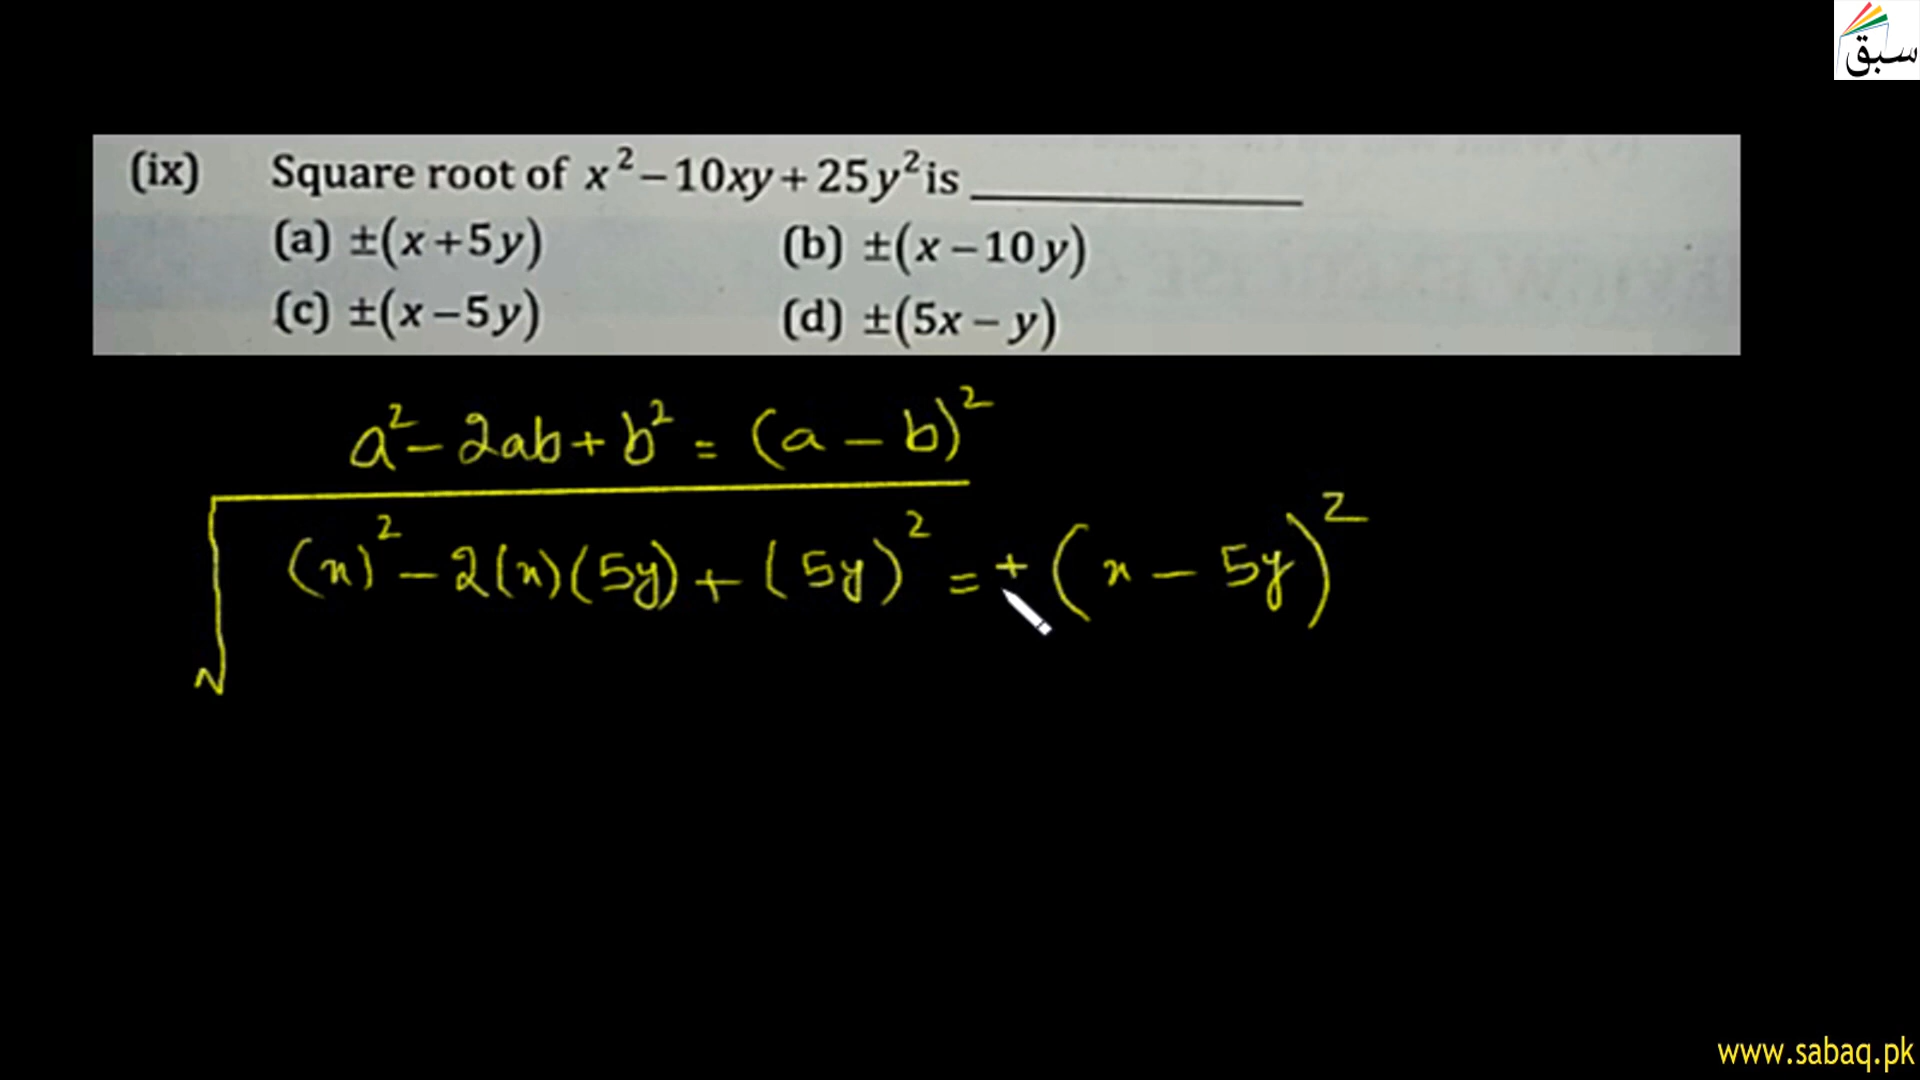 سبق
(ix) Square root of x² – 10xy + 25y² is ____________
(a) ±(x + 5y) (b) ±(x – 10y)
(c) ±(x – 5y) (d) ±(5x – y)
a² – 2ab + b² = (a – b)²
√(x)² – 2(x)(5y) + (5y)² = + (x – 5y)²
www.sabaq.pk